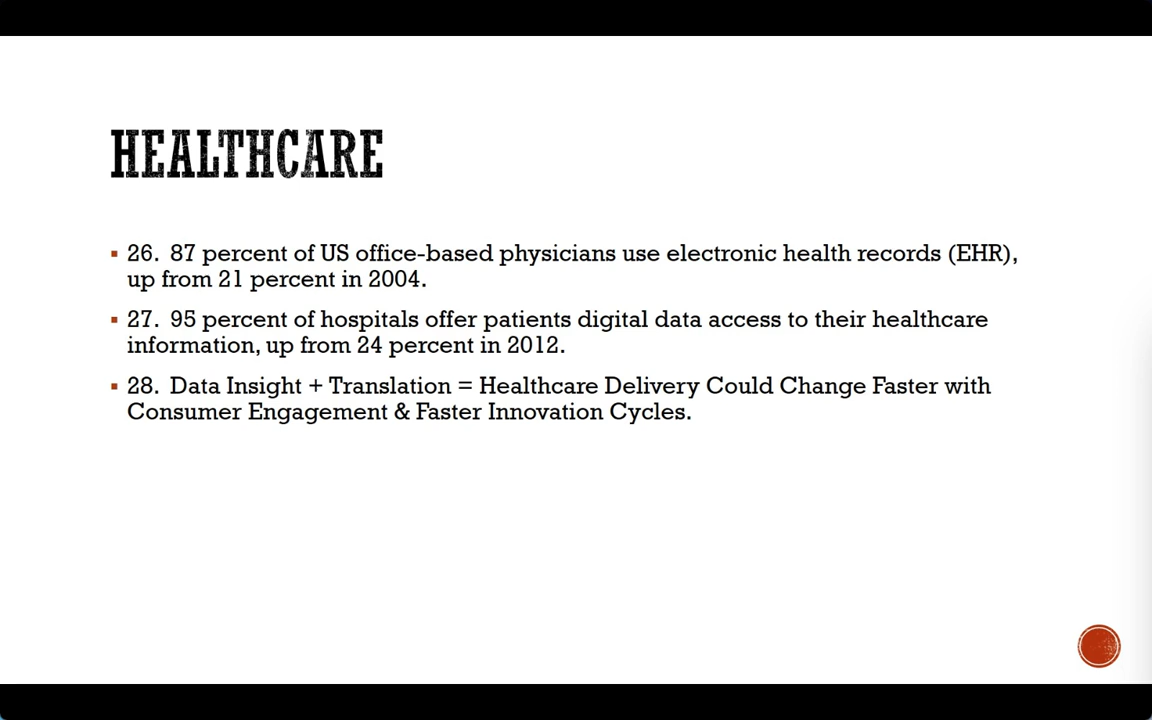 HEALTHCARE
▪ 26. 87 percent of US office-based physicians use electronic health records (EHR),
up from 21 percent in 2004.
▪ 27. 95 percent of hospitals offer patients digital data access to their healthcare
information, up from 24 percent in 2012.
▪ 28. Data Insight + Translation = Healthcare Delivery Could Change Faster with
Consumer Engagement & Faster Innovation Cycles.